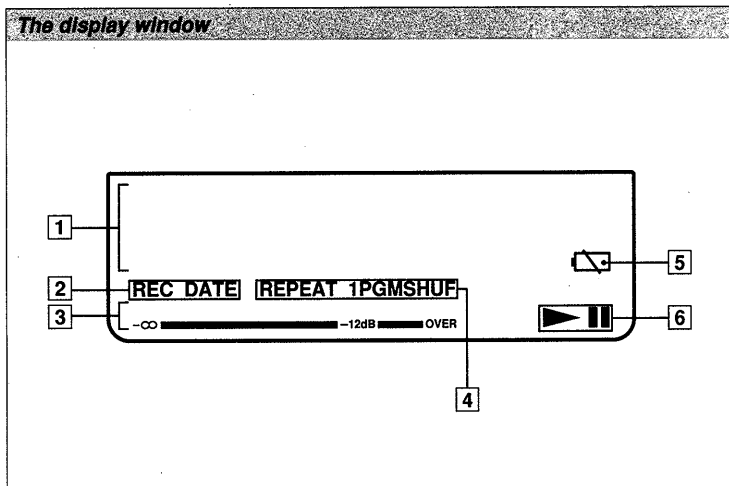 The display window
1
5
2 REC DATE REPEAT 1PGMSHUF
3 -∞ -12dB OVER 6
4